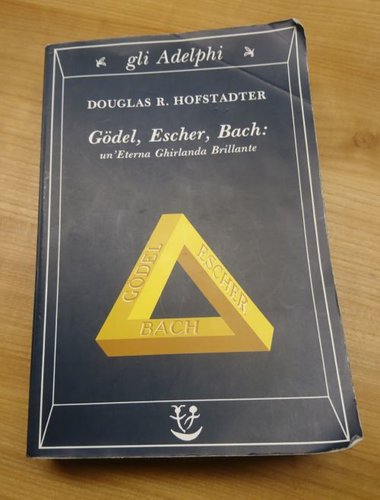 gli Adelphi
DOUGLAS R. HOFSTADTER
Gödel, Escher, Bach:
un'Eterna Ghirlanda Brillante
GÖDEL
ESCHER
BACH